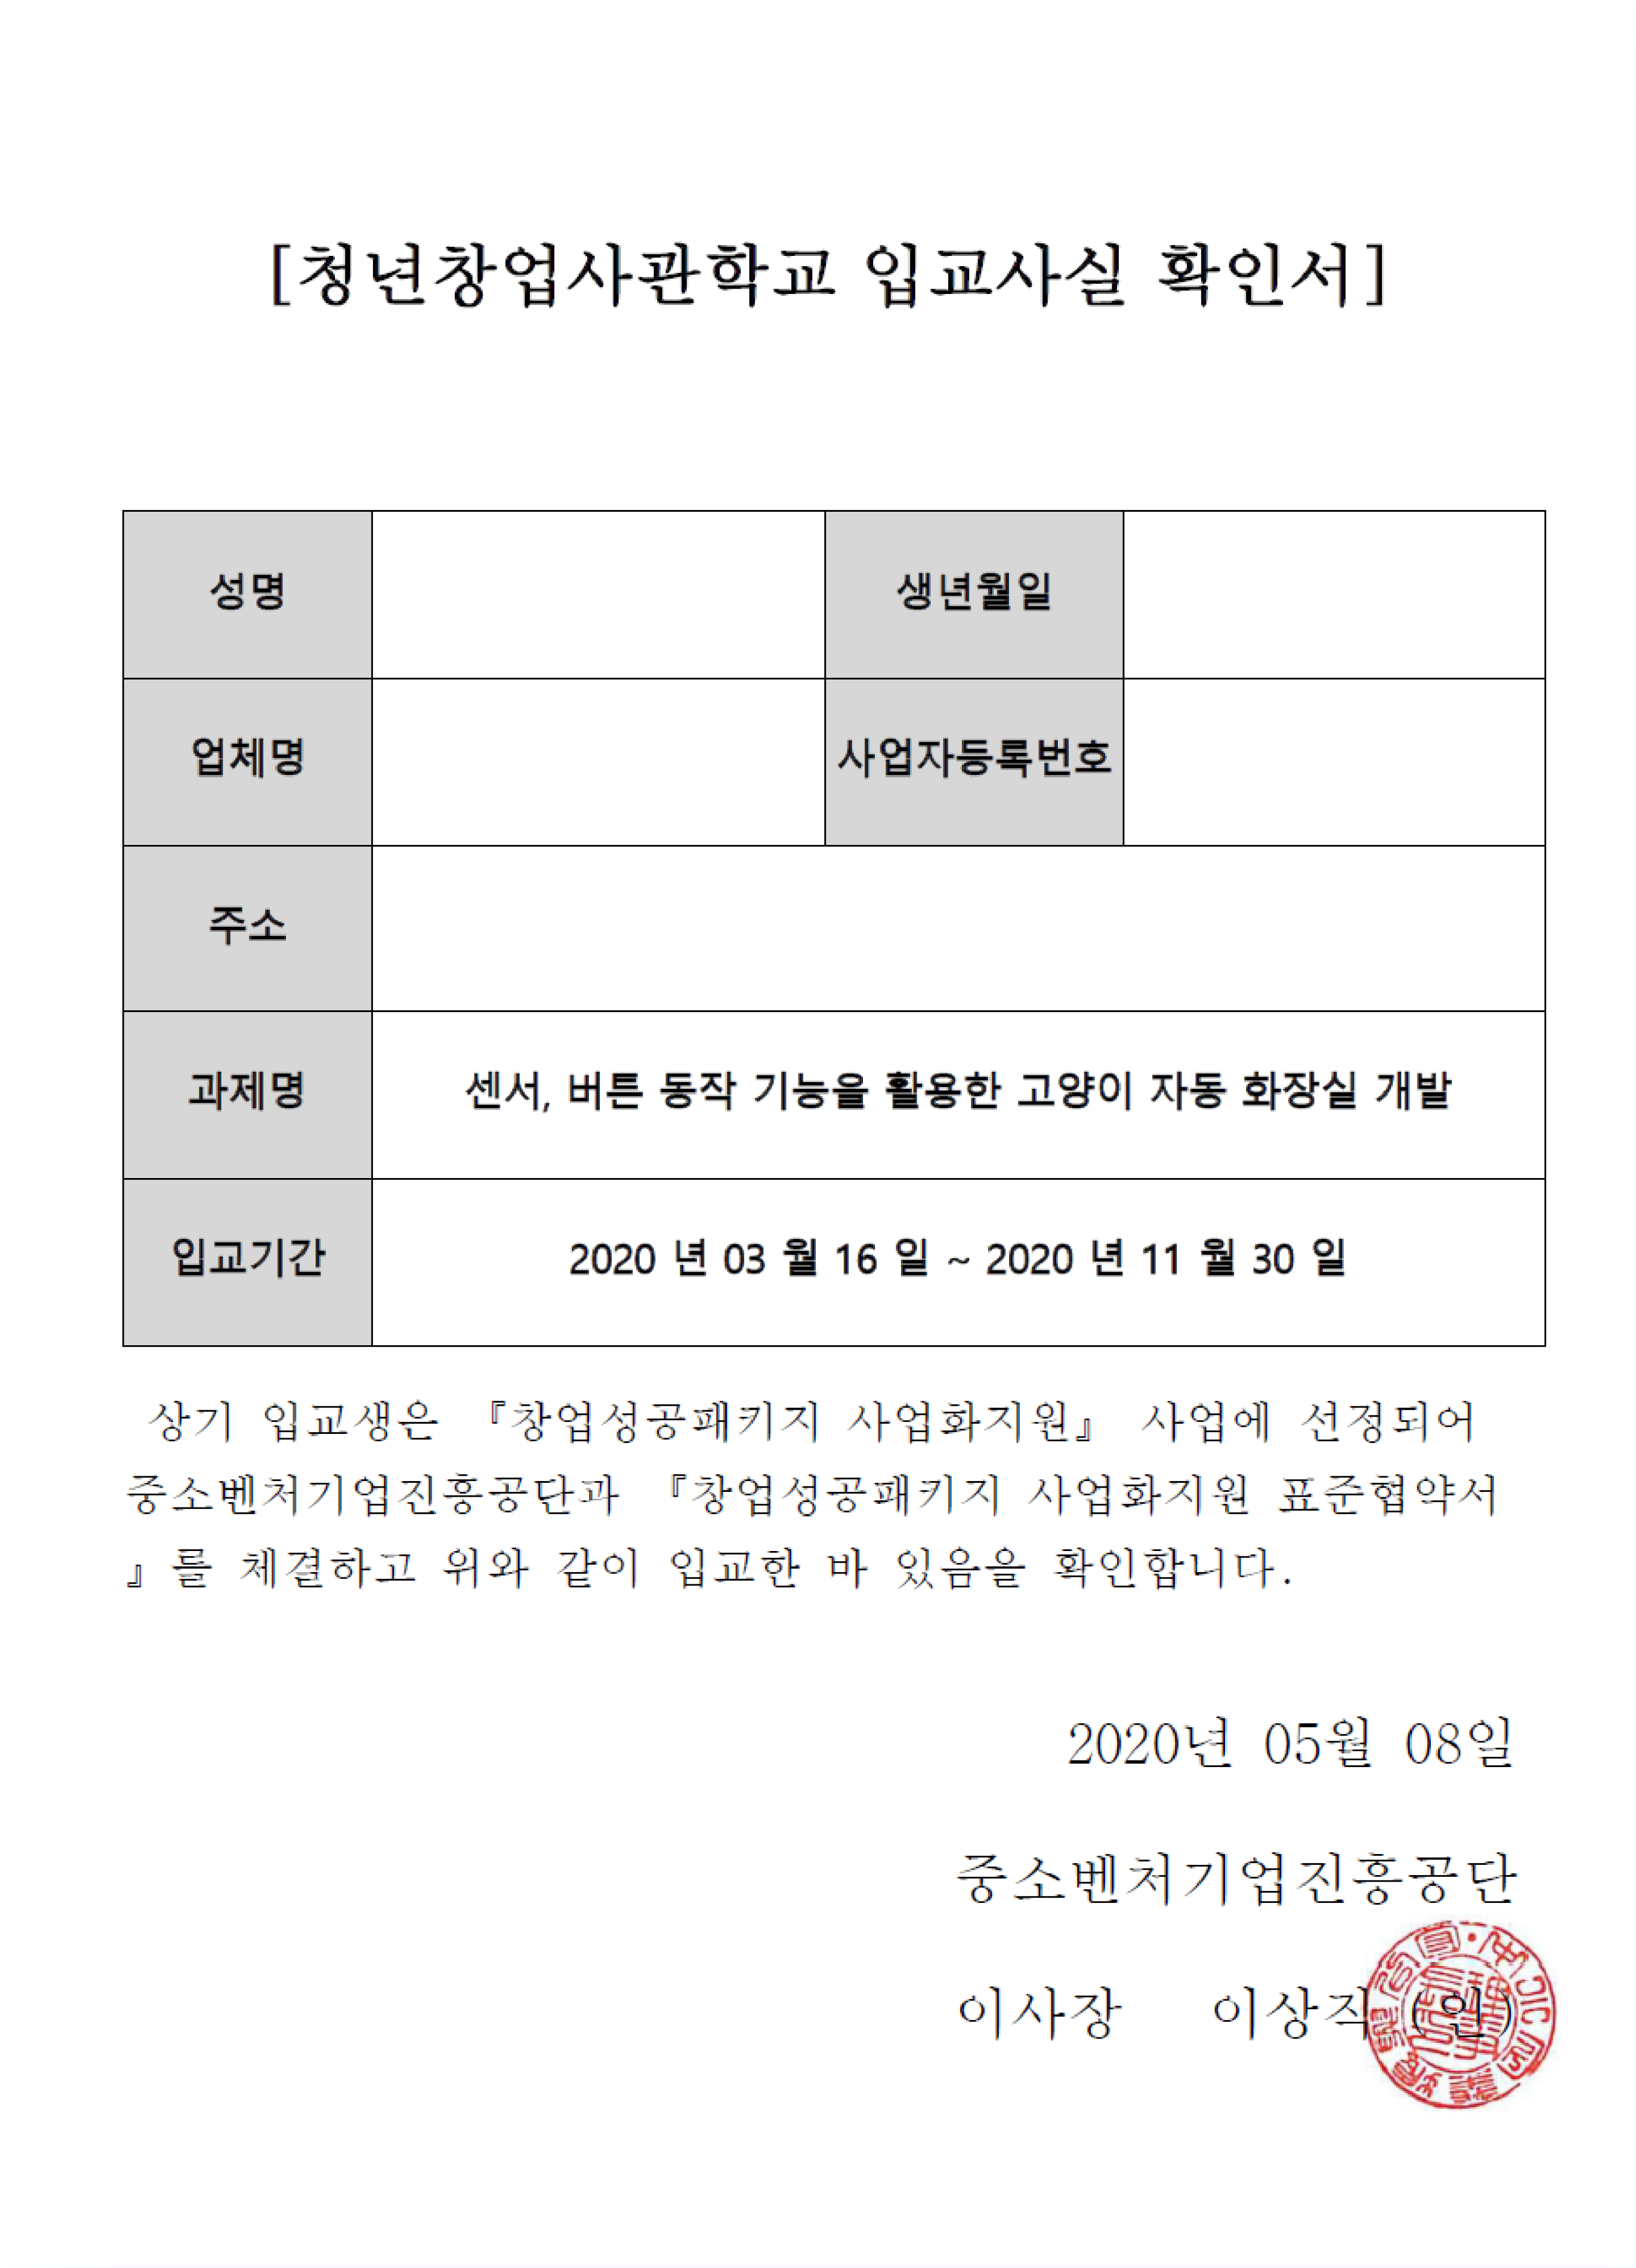 [청년창업사관학교 입교사실 확인서]
성명 생년월일
업체명 사업자등록번호
주소
과제명 센서, 버튼 동작 기능을 활용한 고양이 자동 화장실 개발
입교기간 2020 년 03 월 16 일 ~ 2020 년 11 월 30 일
상기 입교생은 『창업성공패키지 사업화지원』 사업에 선정되어
중소벤처기업진흥공단과 『창업성공패키지 사업화지원 표준협약서
』를 체결하고 위와 같이 입교한 바 있음을 확인합니다.
2020년 05월 08일
중소벤처기업진흥공단
이사장 이상직 (인)